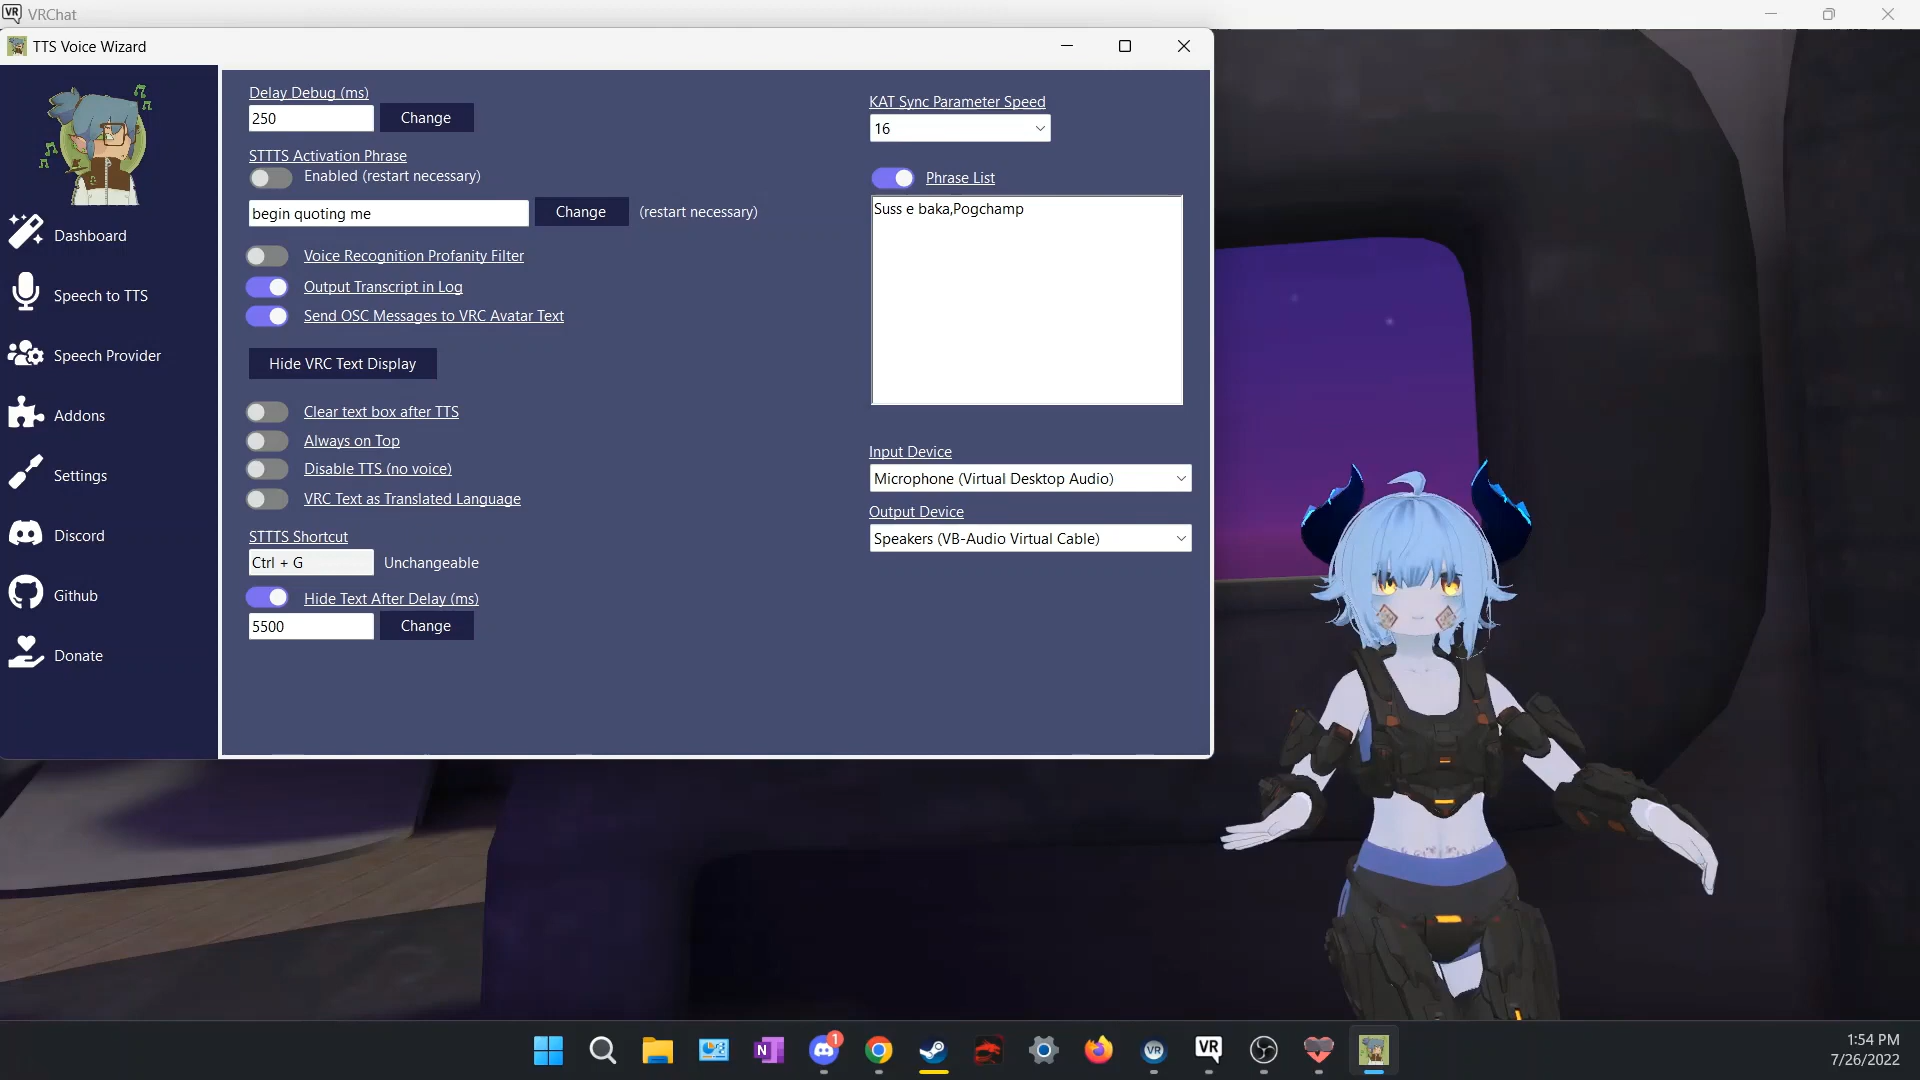 VRChat
TTS Voice Wizard
Dashboard
Speech to TTS
Speech Provider
Addons
Settings
Discord
Github
Donate
Delay Debug (ms)
250
Change
STTTS Activation Phrase
Enabled (restart necessary)
begin quoting me
Change
(restart necessary)
Voice Recognition Profanity Filter
Output Transcript in Log
Send OSC Messages to VRC Avatar Text
Hide VRC Text Display
Clear text box after TTS
Always on Top
Disable TTS (no voice)
VRC Text as Translated Language
STTTS Shortcut
Ctrl + G
Unchangeable
Hide Text After Delay (ms)
5500
Change
KAT Sync Parameter Speed
16
Phrase List
Suss e baka,Pogchamp
Input Device
Microphone (Virtual Desktop Audio)
Output Device
Speakers (VB-Audio Virtual Cable)
VR
N
1
VR
VR
1:54 PM
7/26/2022